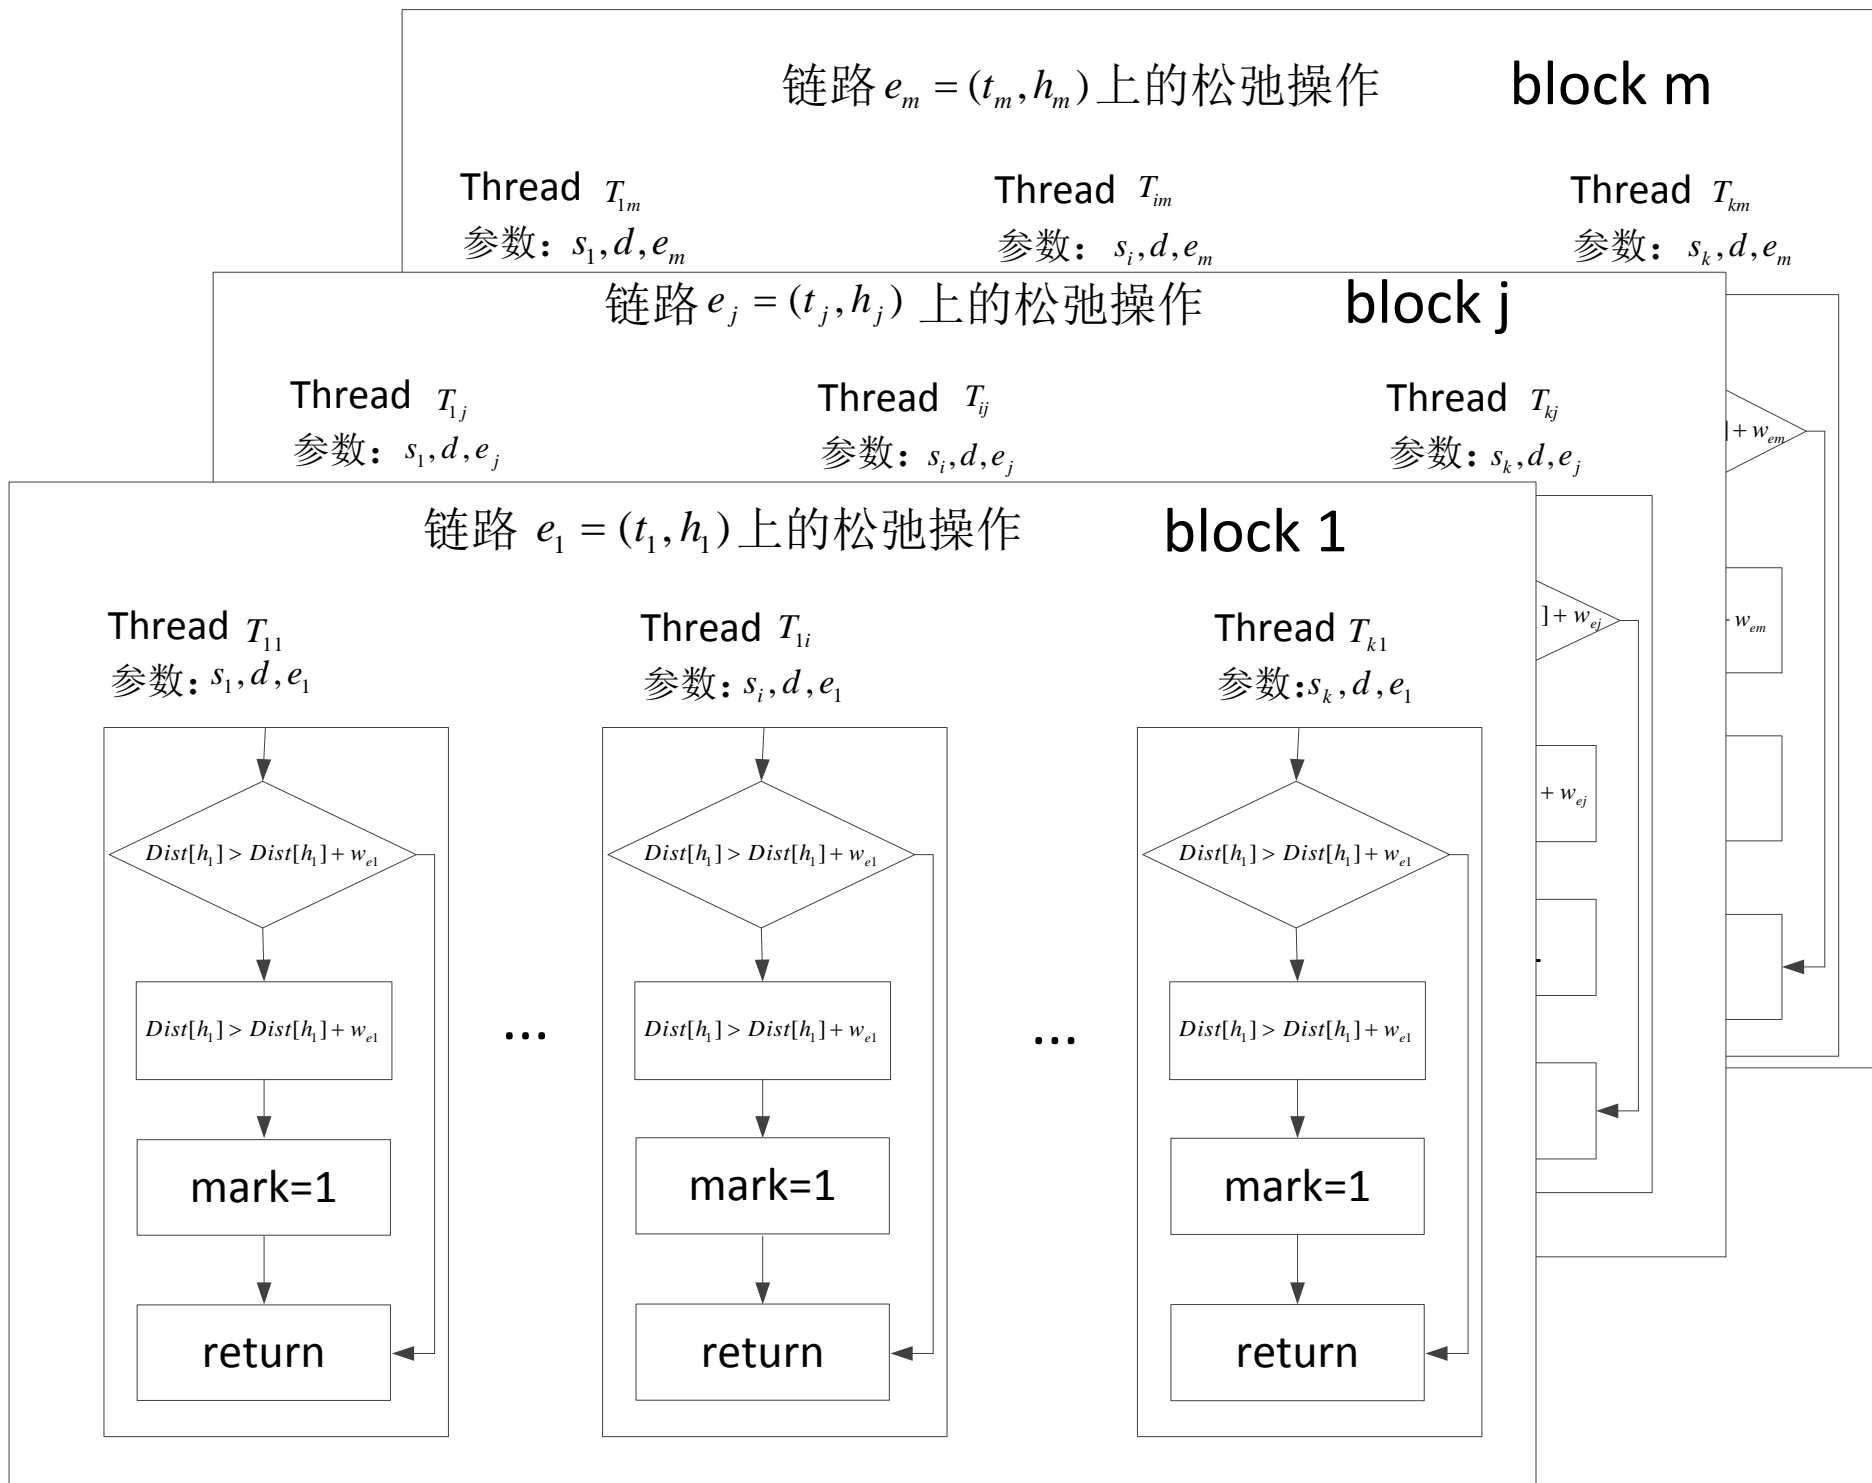 链路 e_m = (t_m, h_m) 上的松弛操作 block m
Thread T_{1m} Thread T_{im} Thread T_{km}
参数：s_1, d, e_m 参数：s_i, d, e_m 参数：s_k, d, e_m
链路 e_j = (t_j, h_j) 上的松弛操作 block j
Thread T_{1j} Thread T_{ij} Thread T_{kj}
参数：s_1, d, e_j 参数：s_i, d, e_j 参数：s_k, d, e_j
] + w_{em}
w_{em}
] + w_{ej}
+ w_{ej}
链路 e_1 = (t_1, h_1) 上的松弛操作 block 1
Thread T_{11} Thread T_{1i} Thread T_{k1}
参数：s_1, d, e_1 参数：s_i, d, e_1 参数：s_k, d, e_1
Dist[h_1] > Dist[h_1] + w_{e1} Dist[h_1] > Dist[h_1] + w_{e1} Dist[h_1] > Dist[h_1] + w_{e1}
Dist[h_1] > Dist[h_1] + w_{e1} ... Dist[h_1] > Dist[h_1] + w_{e1} ... Dist[h_1] > Dist[h_1] + w_{e1}
mark=1 mark=1 mark=1
return return return